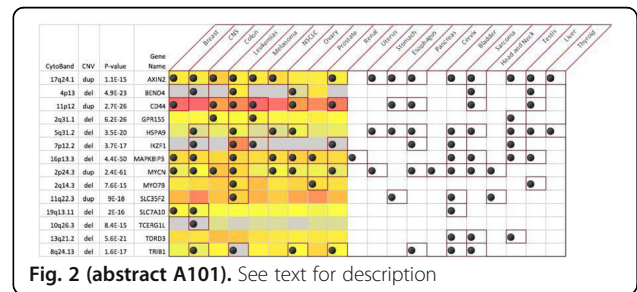 Breast CNS Colon Leukemias Melanoma NSCLC Ovary Prostate Renal Uterus Stomach Esophagus Pancreas Cervix Bladder Sarcoma Head and Neck Testis Liver Thyroid
CytoBand CNV P-value Gene Name
17q24.1 dup 1.1E-15 AXIN2
4p13 del 4.9E-23 BEND4
11p12 dup 2.7E-26 CD44
2q31.1 del 6.2E-26 GPR155
5q31.2 del 3.5E-20 HSPA9
7p12.2 del 3.7E-17 IKZF1
16p13.3 del 4.4E-50 MAPK8IP3
2p24.3 dup 2.4E-61 MYCN
2q14.3 del 7.6E-15 MYO7B
11q22.3 dup 9E-18 SLC35F2
19q13.11 del 2E-16 SLC7A10
10q26.3 del 8.4E-15 TCERG1L
13q21.2 del 5.6E-21 TDRD3
8q24.13 dup 1.6E-17 TRIB1
Fig. 2 (abstract A101). See text for description